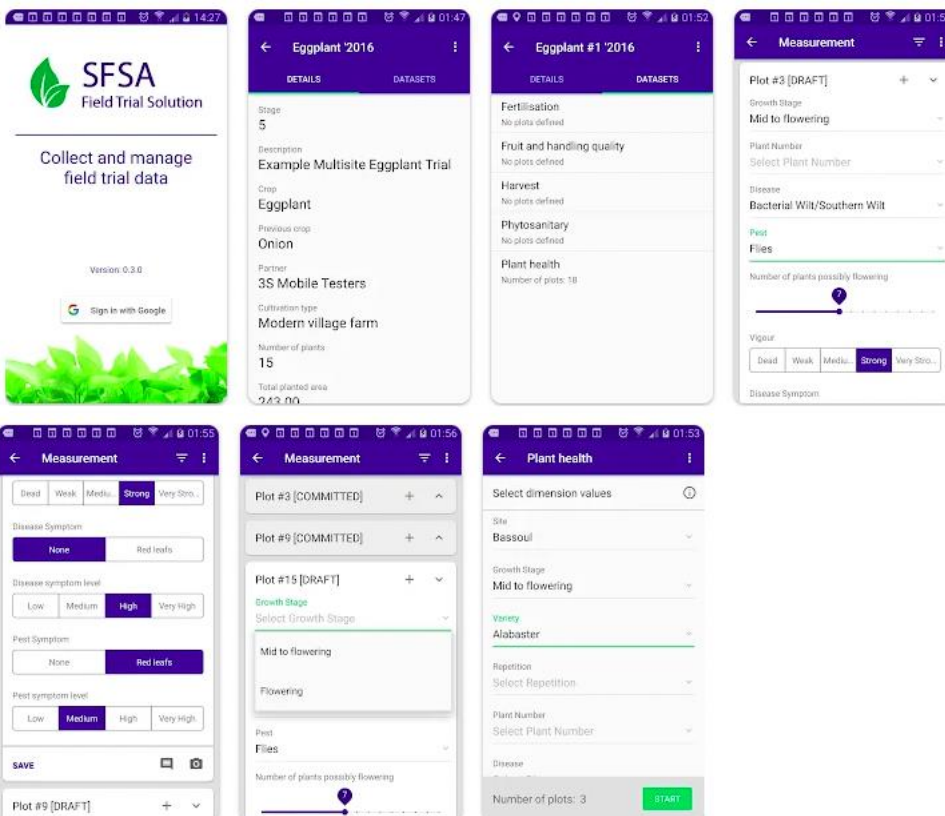 14:27
SFSA
Field Trial Solution
Collect and manage
field trial data
Version: 0.3.0
G Sign in with Google
01:47
Eggplant '2016
DETAILS DATASETS
Stage
5
Description
Example Multisite Eggplant Trial
Crop
Eggplant
Previous crop
Onion
Partner
3S Mobile Testers
Cultivation type
Modern village farm
Number of plants
15
Total planted area
243.00
01:52
Eggplant #1 '2016
DETAILS DATASETS
Fertilisation
No plots defined
Fruit and handling quality
No plots defined
Harvest
No plots defined
Phytosanitary
No plots defined
Plant health
Number of plots: 18
Measurement
Plot #3 [DRAFT]
Growth Stage
Mid to flowering
Plant Number
Select Plant Number
Disease
Bacterial Wilt/Southern Wilt
Pest
Flies
Number of plants possibly flowering
7
Vigour
Dead Weak Mediu... Strong Very Stro...
Disease Symptom
01:55
Measurement
Dead Weak Mediu... Strong Very Stro...
Disease Symptom
None Red leafs
Disease symptom level
Low Medium High Very High
Pest Symptom
None Red leafs
Pest symptom level
Low Medium High Very High
SAVE
Plot #9 [DRAFT]
01:56
Measurement
Plot #3 [COMMITTED]
Plot #9 [COMMITTED]
Plot #15 [DRAFT]
Growth Stage
Select Growth Stage
Mid to flowering
Flowering
Pest
Flies
Number of plants possibly flowering
7
01:53
Plant health
Select dimension values
Site
Bassoul
Growth Stage
Mid to flowering
Variety
Alabaster
Repetition
Select Repetition
Plant Number
Select Plant Number
Disease
Number of plots: 3
START